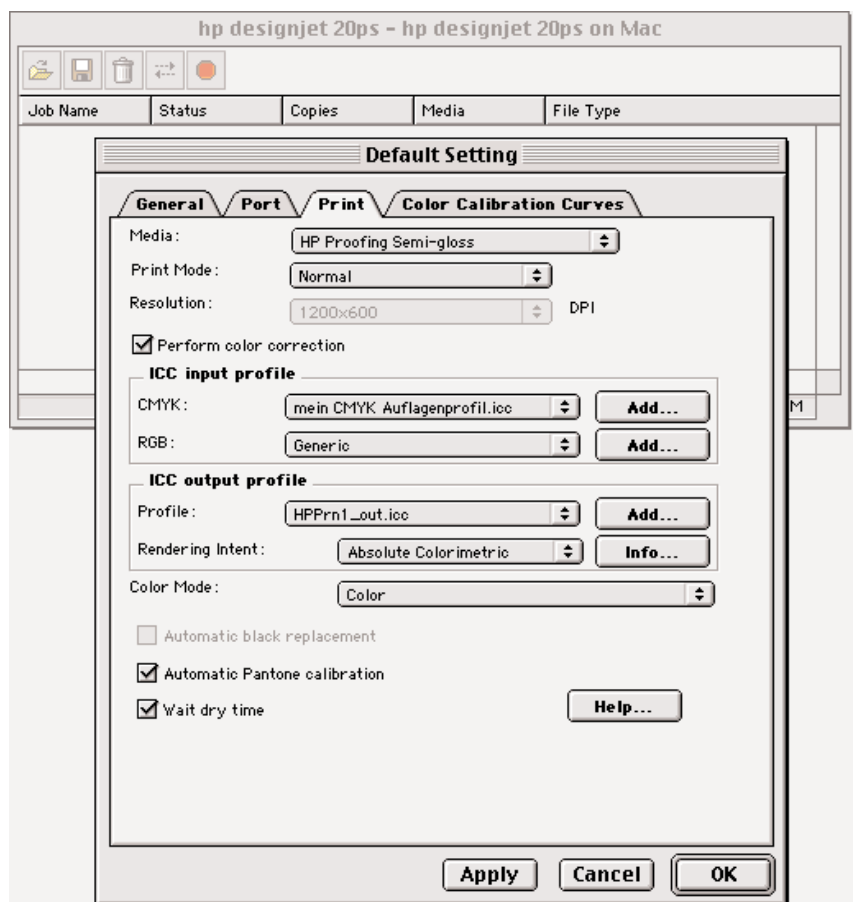 hp designjet 20ps - hp designjet 20ps on Mac
Job Name Status Copies Media File Type
Default Setting
General Port Print Color Calibration Curves
Media: HP Proofing Semi-gloss
Print Mode: Normal
Resolution: 1200x600 DPI
Perform color correction
ICC input profile
CMYK: mein CMYK Auflagenprofil.icc Add... M
RGB: Generic Add...
ICC output profile
Profile: HPPrn1_out.icc Add...
Rendering Intent: Absolute Colorimetric Info...
Color Mode: Color
Automatic black replacement
Automatic Pantone calibration
Wait dry time Help...
Apply Cancel OK